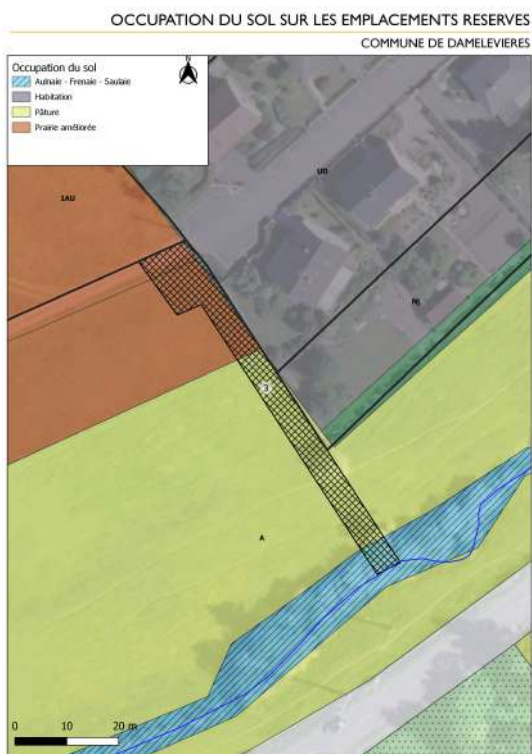 OCCUPATION DU SOL SUR LES EMPLACEMENTS RESERVES
COMMUNE DE DAMELEVIERES
Occupation du sol
N
Aulnaie - Frenaie - Saulaie
Habitation
Pâture
Prairie améliorée
UB
1AU
Nj
3
A
0 10 20 m